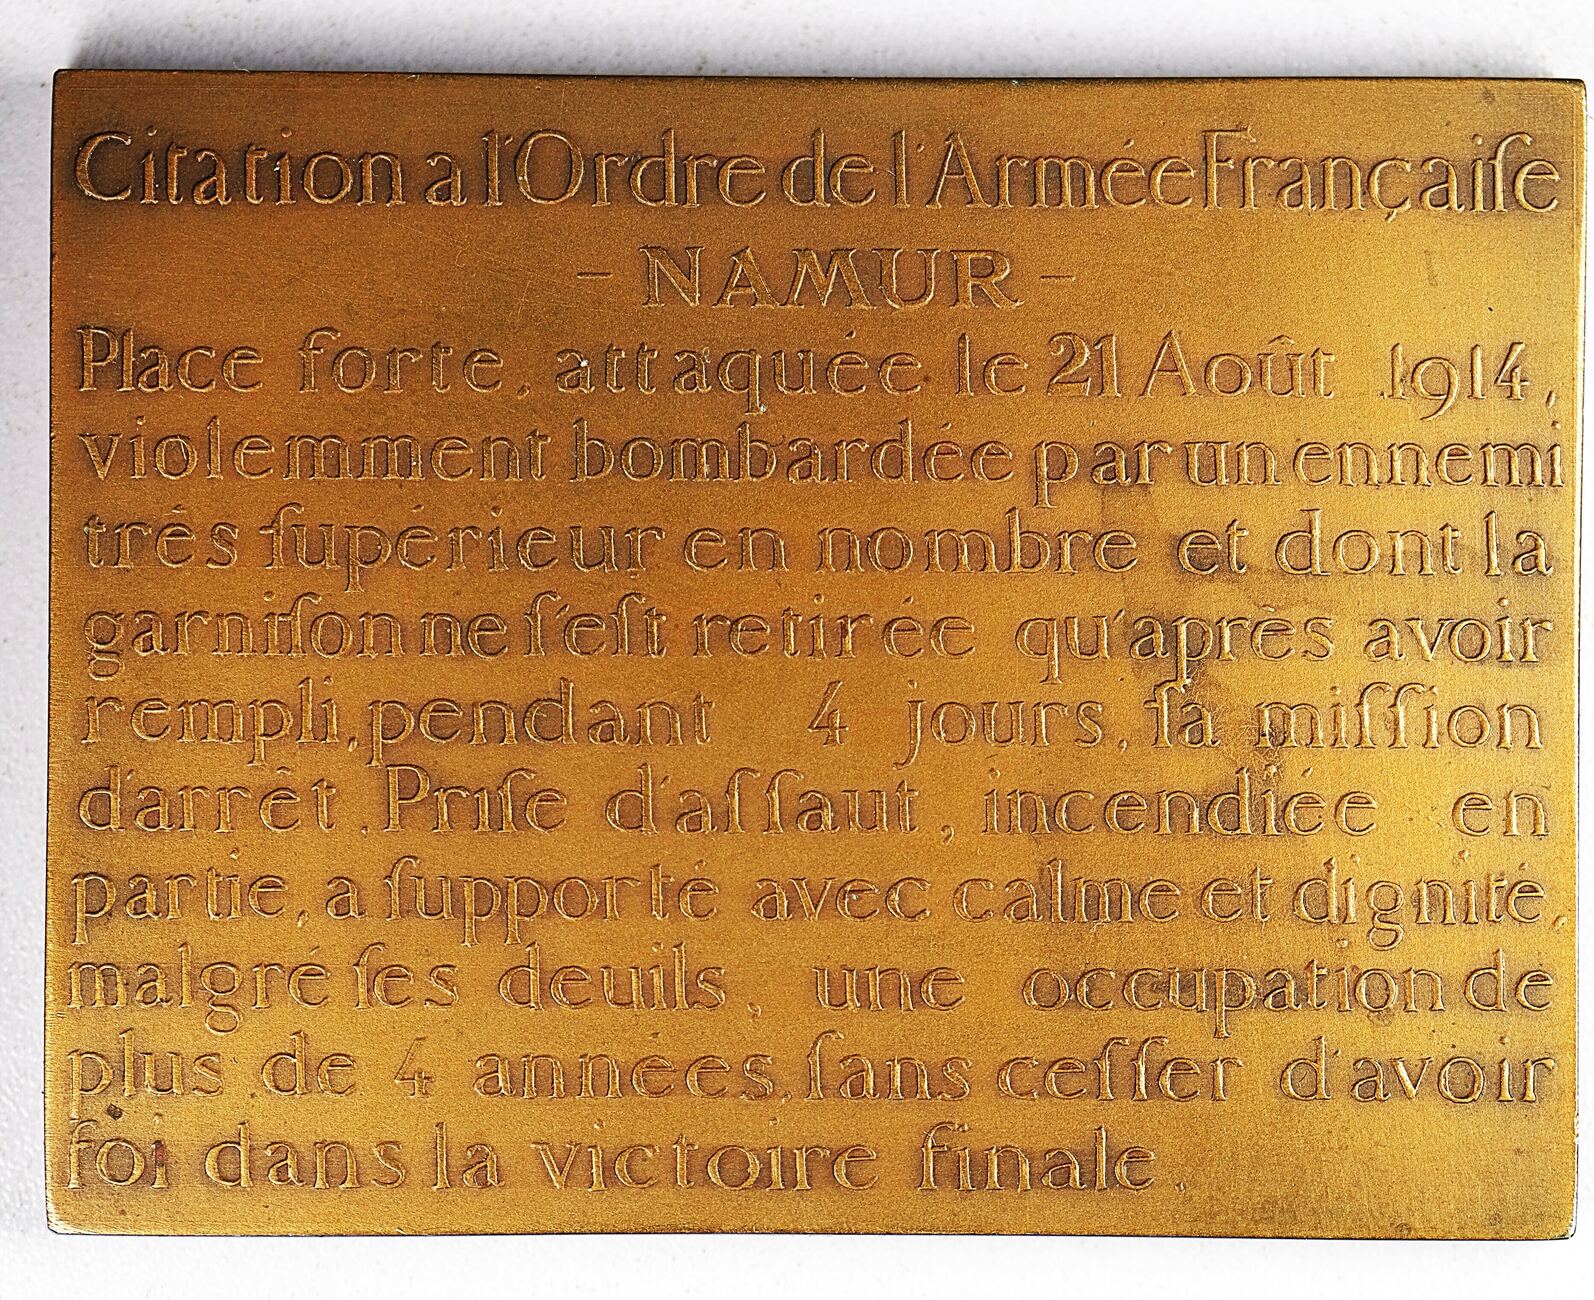 Citation a l'Ordre de l'Armée Françaiſe
- NAMUR -
Place forte, attaquée le 21 Août 1914,
violemment bombardée par un ennemi
très ſupérieur en nombre et dont la
garniſon ne ſ'eſt retirée qu'après avoir
rempli, pendant 4 jours, ſa miſſion
d'arrêt. Priſe d'aſſaut, incendiée en
partie, a ſupporté avec calme et dignité,
malgré ſes deuils, une occupation de
plus de 4 années, ſans ceſſer d'avoir
foi dans la victoire finale.